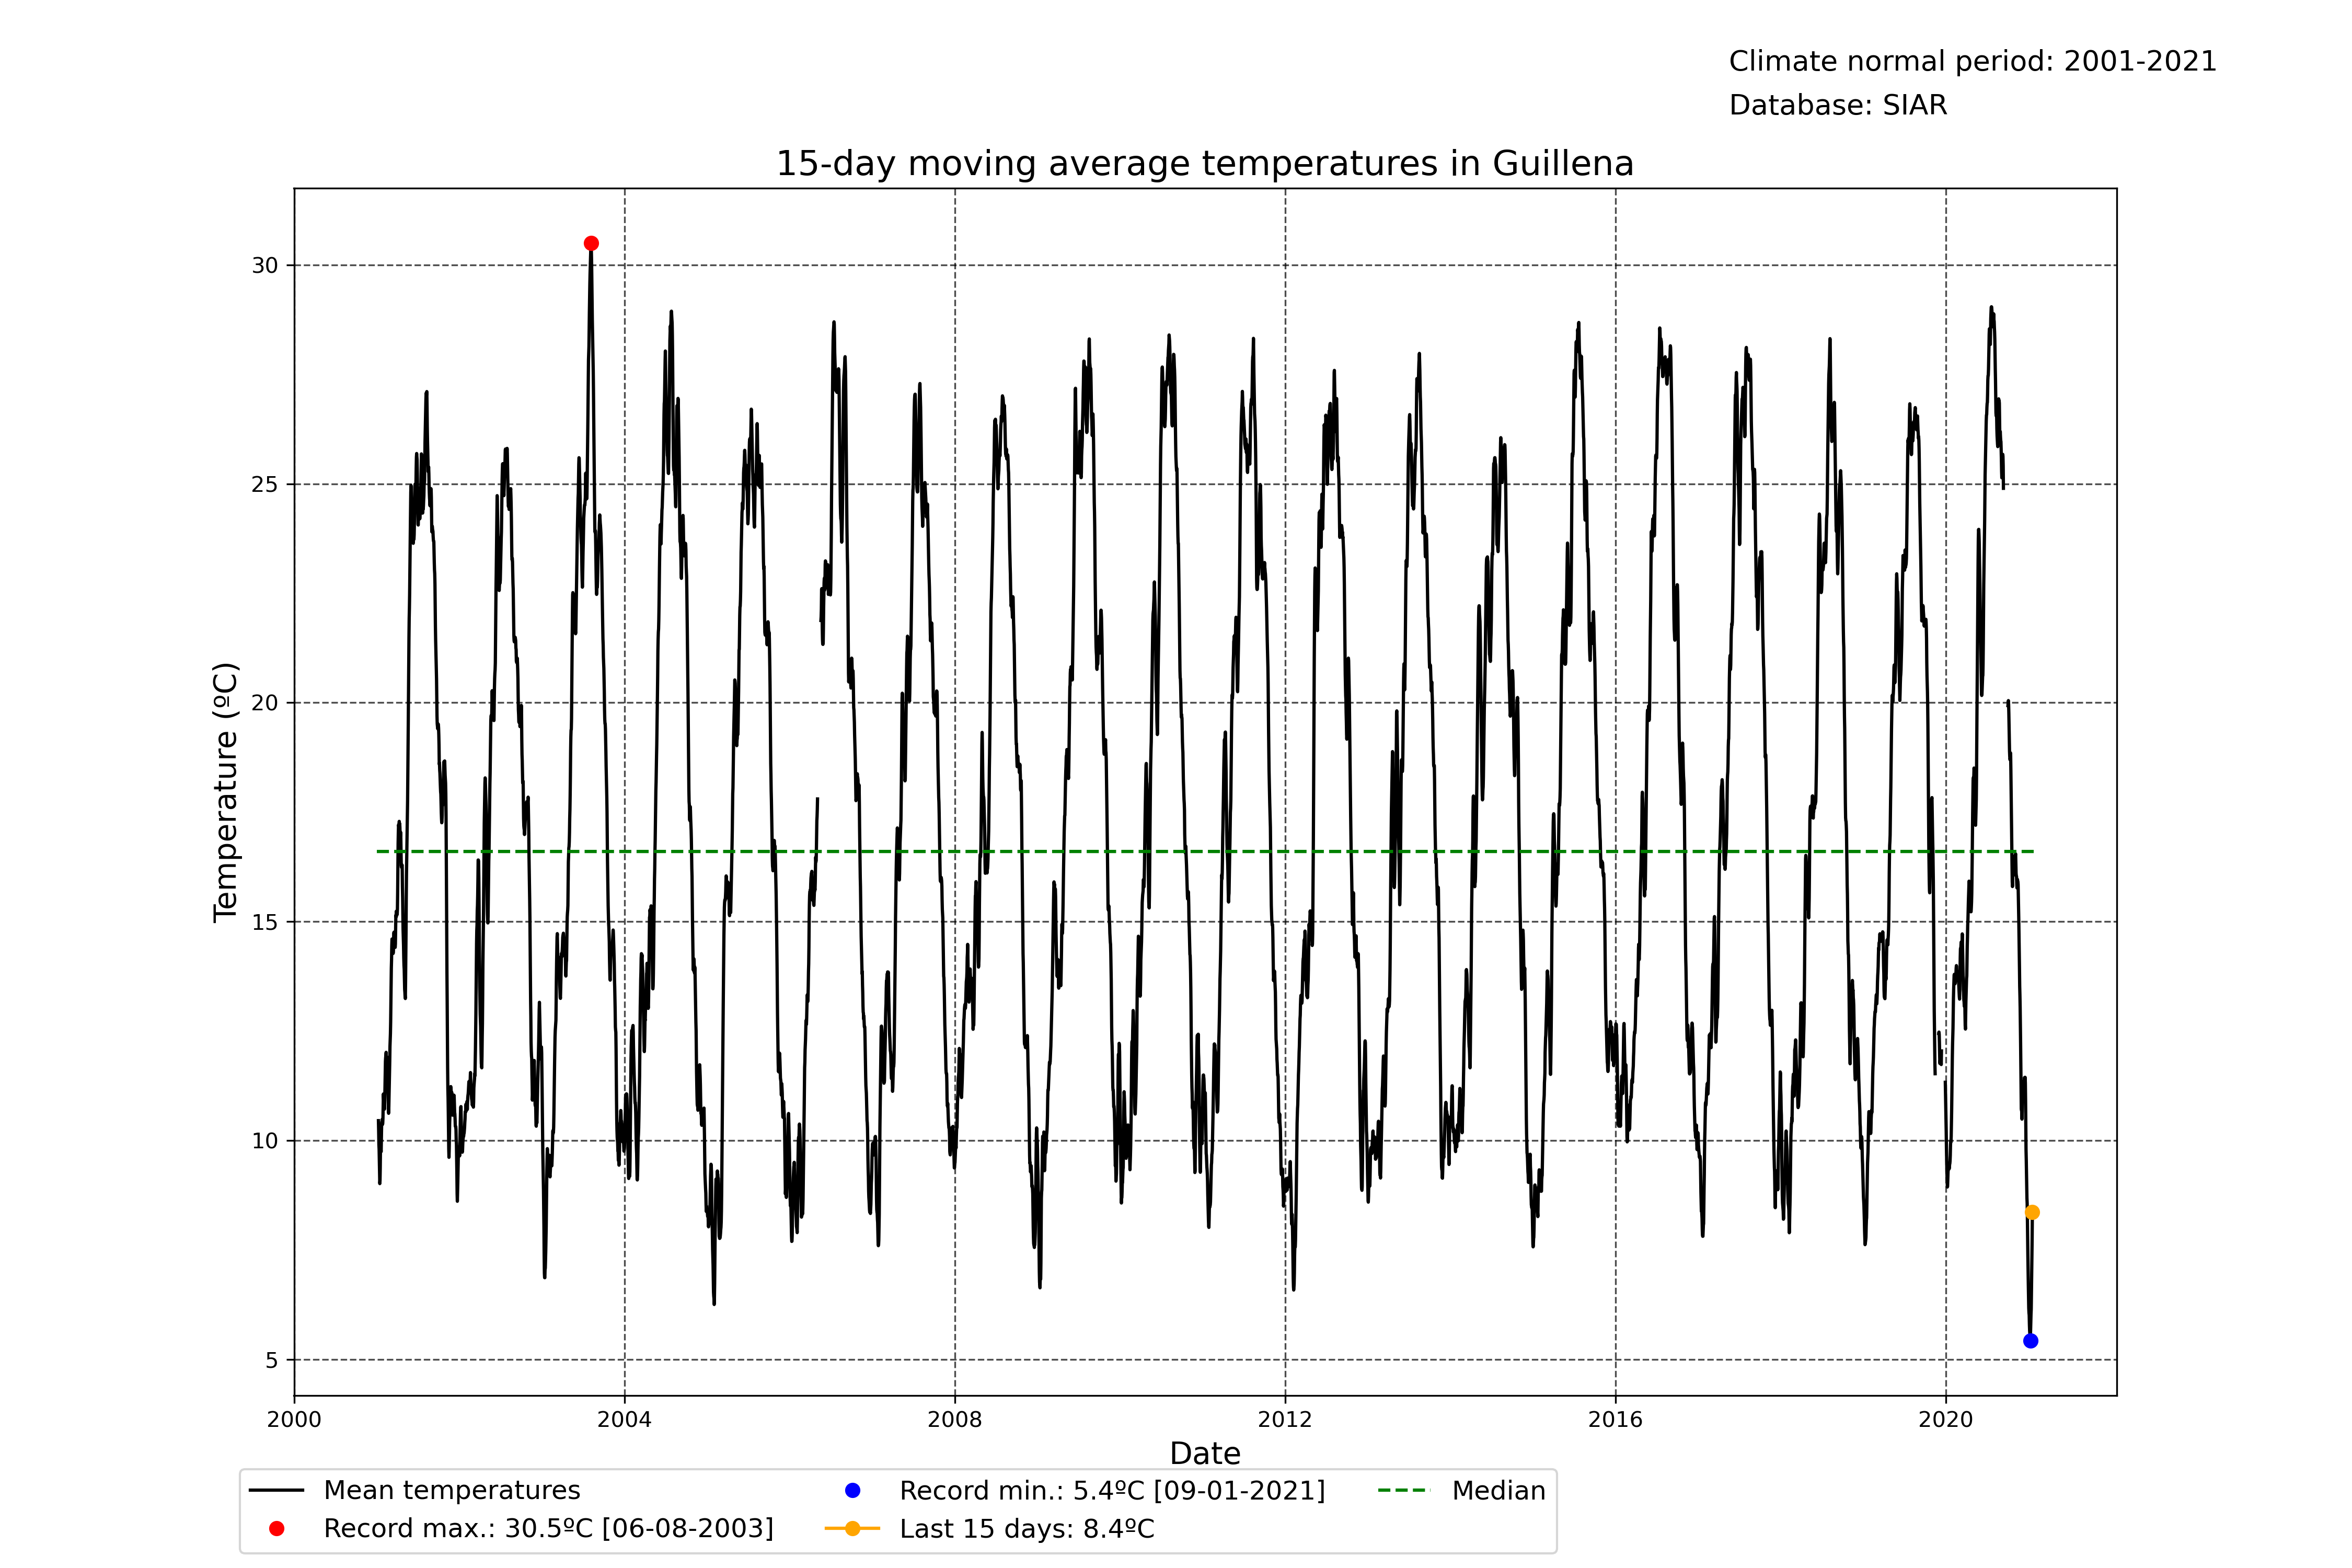 Climate normal period: 2001-2021
Database: SIAR
15-day moving average temperatures in Guillena
Temperature (ºC)
30
25
20
15
10
5
2000 2004 2008 2012 2016 2020
Date
Mean temperatures
Record max.: 30.5ºC [06-08-2003]
Record min.: 5.4ºC [09-01-2021]
Last 15 days: 8.4ºC
Median